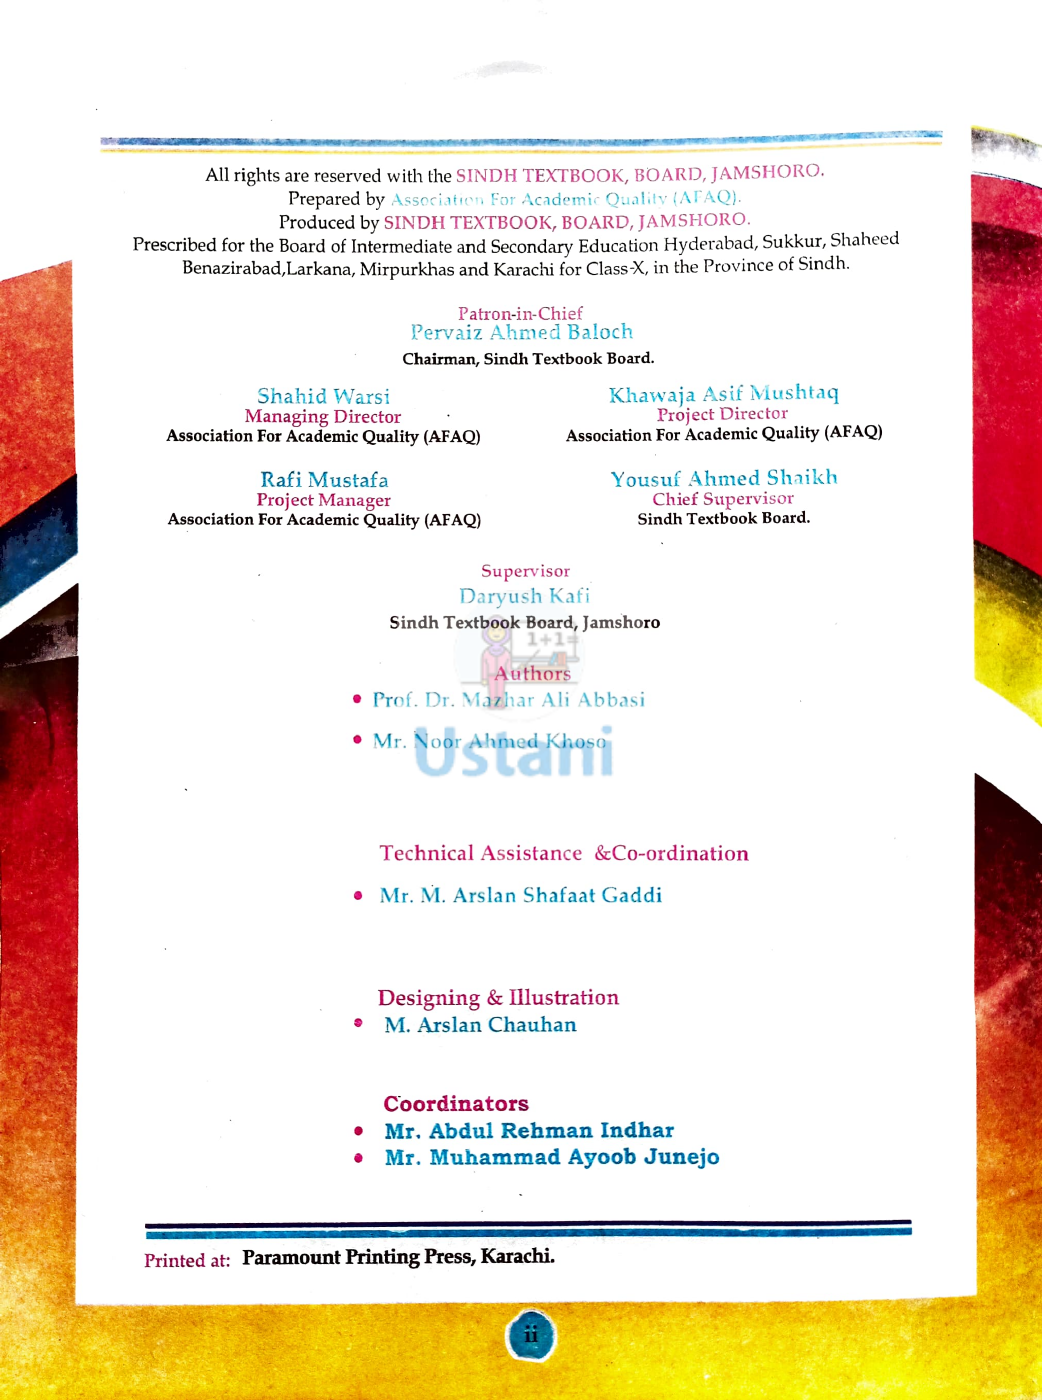 All rights are reserved with the SINDH TEXTBOOK, BOARD, JAMSHORO.
Prepared by Association For Academic Quality (AFAQ).
Produced by SINDH TEXTBOOK, BOARD, JAMSHORO.
Prescribed for the Board of Intermediate and Secondary Education Hyderabad, Sukkur, Shaheed
Benazirabad,Larkana, Mirpurkhas and Karachi for Class-X, in the Province of Sindh.
Patron-in-Chief
Pervaiz Ahmed Baloch
Chairman, Sindh Textbook Board.
Shahid Warsi
Managing Director
Association For Academic Quality (AFAQ)
Khawaja Asif Mushtaq
Project Director
Association For Academic Quality (AFAQ)
Rafi Mustafa
Project Manager
Association For Academic Quality (AFAQ)
Yousuf Ahmed Shaikh
Chief Supervisor
Sindh Textbook Board.
Supervisor
Daryush Kafi
Sindh Textbook Board, Jamshoro
1+1=
Authors
• Prof. Dr. Mazhar Ali Abbasi
• Mr. Noor Ahmed Khoso
Ustani
Technical Assistance &Co-ordination
• Mr. M. Arslan Shafaat Gaddi
Designing & Illustration
• M. Arslan Chauhan
Coordinators
• Mr. Abdul Rehman Indhar
• Mr. Muhammad Ayoob Junejo
Printed at: Paramount Printing Press, Karachi.
ii